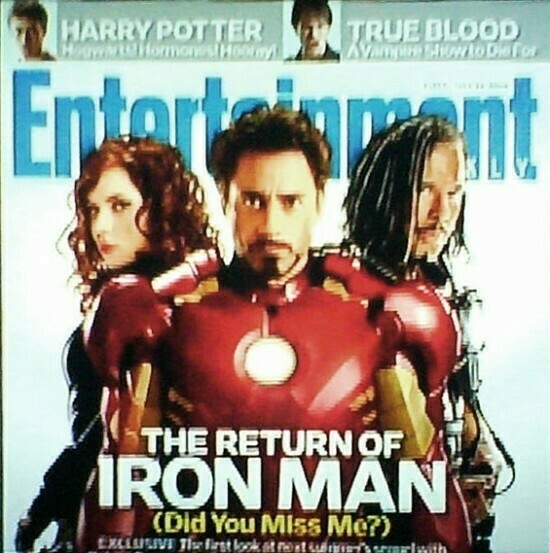 HARRY POTTER
Hogwarts! Hormones! Hooray!
TRUE BLOOD
A Vampire Show to Die For
Entertainment
KLY
THE RETURN OF
IRON MAN
(Did You Miss Me?)
EXCLUSIVE The first look at next summer's sequel with